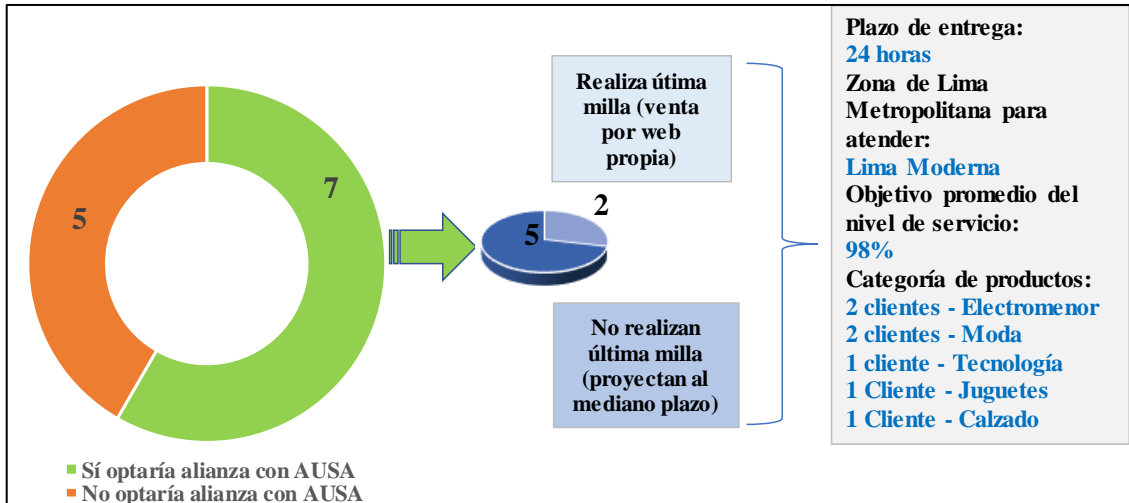 7
5
Sí optaría alianza con AUSA
No optaría alianza con AUSA
Realiza útima
milla (venta
por web
propia)
2
5
No realizan
última milla
(proyectan al
mediano plazo)
Plazo de entrega:
24 horas
Zona de Lima
Metropolitana para
atender:
Lima Moderna
Objetivo promedio del
nivel de servicio:
98%
Categoría de productos:
2 clientes - Electromenor
2 clientes - Moda
1 cliente - Tecnología
1 Cliente - Juguetes
1 Cliente - Calzado